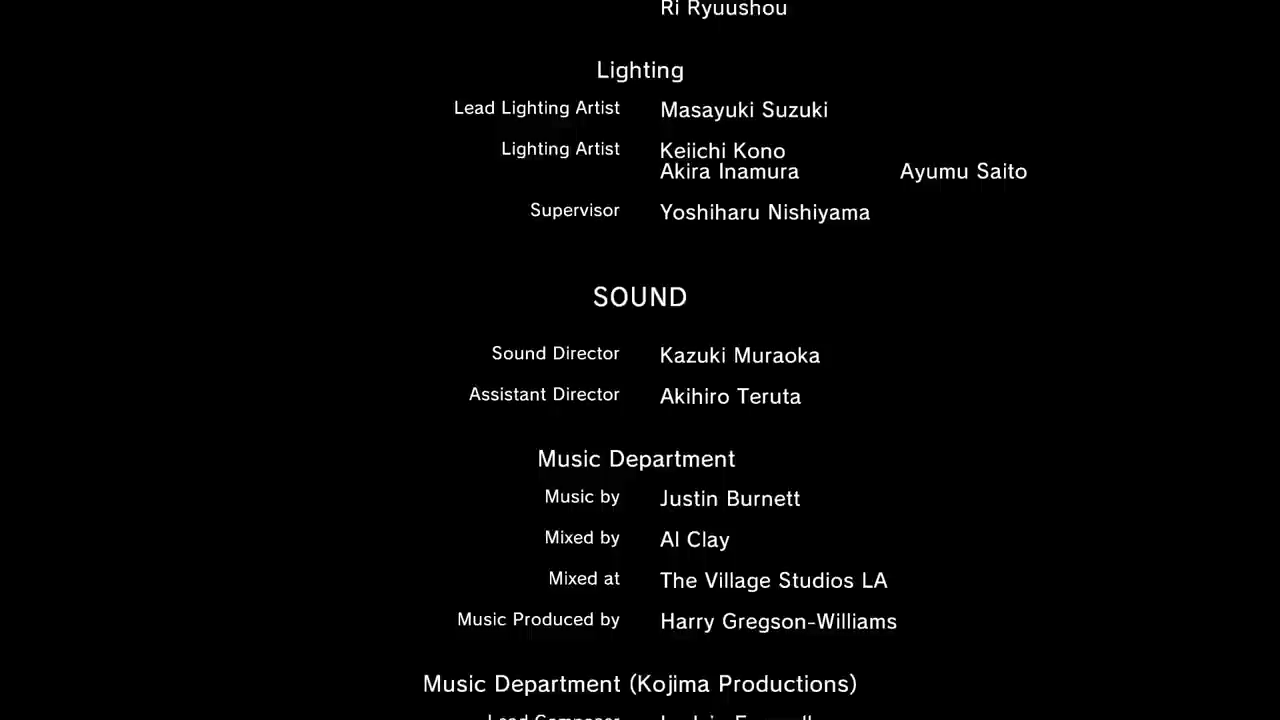 Ri Ryuushou
Lighting
Lead Lighting Artist Masayuki Suzuki
Lighting Artist Keiichi Kono
Akira Inamura Ayumu Saito
Supervisor Yoshiharu Nishiyama
SOUND
Sound Director Kazuki Muraoka
Assistant Director Akihiro Teruta
Music Department
Music by Justin Burnett
Mixed by Al Clay
Mixed at The Village Studios LA
Music Produced by Harry Gregson-Williams
Music Department (Kojima Productions)
Lead Composer